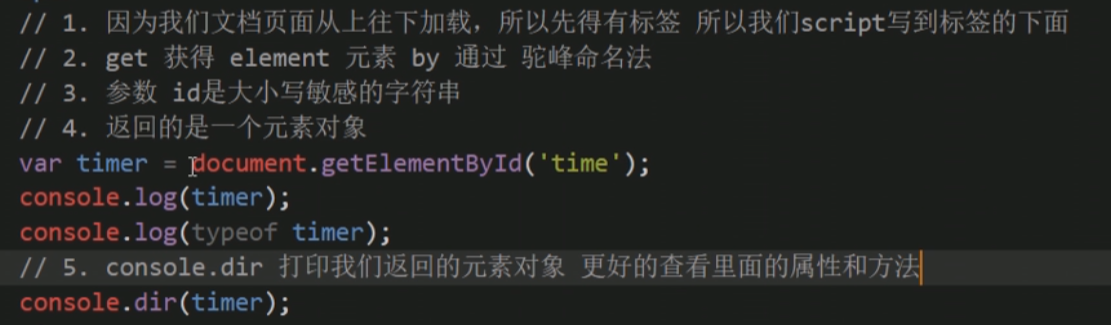 // 1. 因为我们文档页面从上往下加载，所以先得有标签 所以我们script写到标签的下面
// 2. get 获得 element 元素 by 通过 驼峰命名法
// 3. 参数 id是大小写敏感的字符串
// 4. 返回的是一个元素对象
var timer = document.getElementById('time');
console.log(timer);
console.log(typeof timer);
// 5. console.dir 打印我们返回的元素对象 更好的查看里面的属性和方法
console.dir(timer);